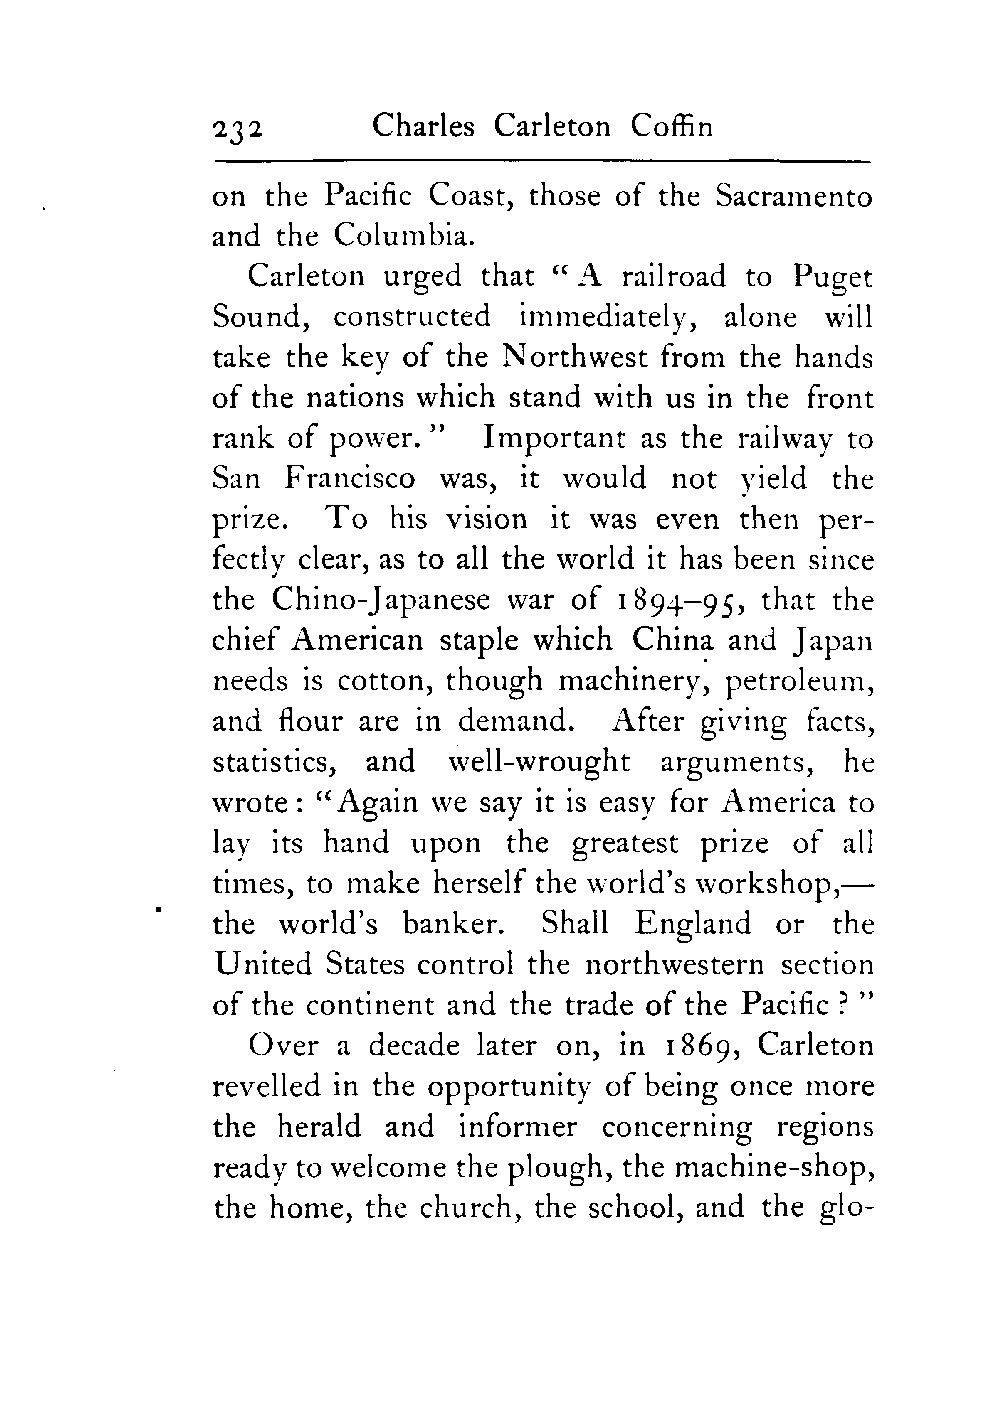 232 Charles Carleton Coffin
on the Pacific Coast, those of the Sacramento
and the Columbia.
Carleton urged that “ A railroad to Puget
Sound, constructed immediately, alone will
take the key of the Northwest from the hands
of the nations which stand with us in the front
rank of power. ” Important as the railway to
San Francisco was, it would not yield the
prize. To his vision it was even then per-
fectly clear, as to all the world it has been since
the Chino-Japanese war of 1894–95, that the
chief American staple which China and Japan
needs is cotton, though machinery, petroleum,
and flour are in demand. After giving facts,
statistics, and well-wrought arguments, he
wrote : “ Again we say it is easy for America to
lay its hand upon the greatest prize of all
times, to make herself the world’s workshop,—
the world’s banker. Shall England or the
United States control the northwestern section
of the continent and the trade of the Pacific ? ”
Over a decade later on, in 1869, Carleton
revelled in the opportunity of being once more
the herald and informer concerning regions
ready to welcome the plough, the machine-shop,
the home, the church, the school, and the glo-